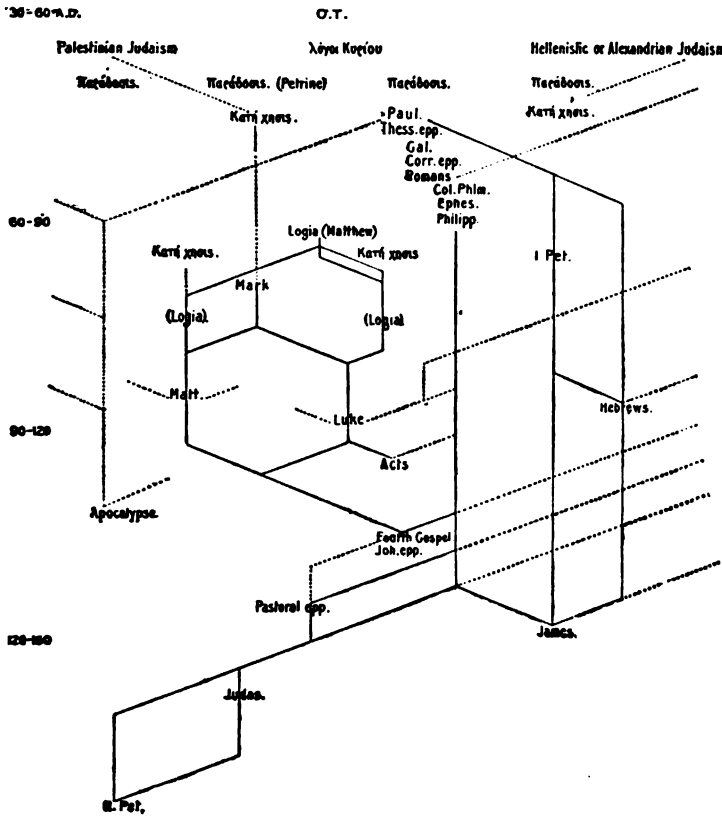 30-60 A.D.
O.T.
Palestinian Judaism
λόγοι Κυρίου
Hellenistic or Alexandrian Judaism
Παράδοσις.
Παράδοσις. (Petrine)
Παράδοσις.
Παράδοσις.
Κατήχησις.
Paul.
Κατήχησις.
Thess. epp.
Gal.
Corr. epp.
Romans
Col. Phlm.
Ephes.
Philipp.
60-90
Logia (Matthew)
Κατήχησις.
Κατήχησις
I Pet.
Mark
(Logia)
(Logia)
Matt.
Luke
Hebrews.
90-120
Acts
Apocalypse.
Fourth Gospel
Joh. epp.
Pastoral epp.
James.
120-150
Judas.
II. Pet,